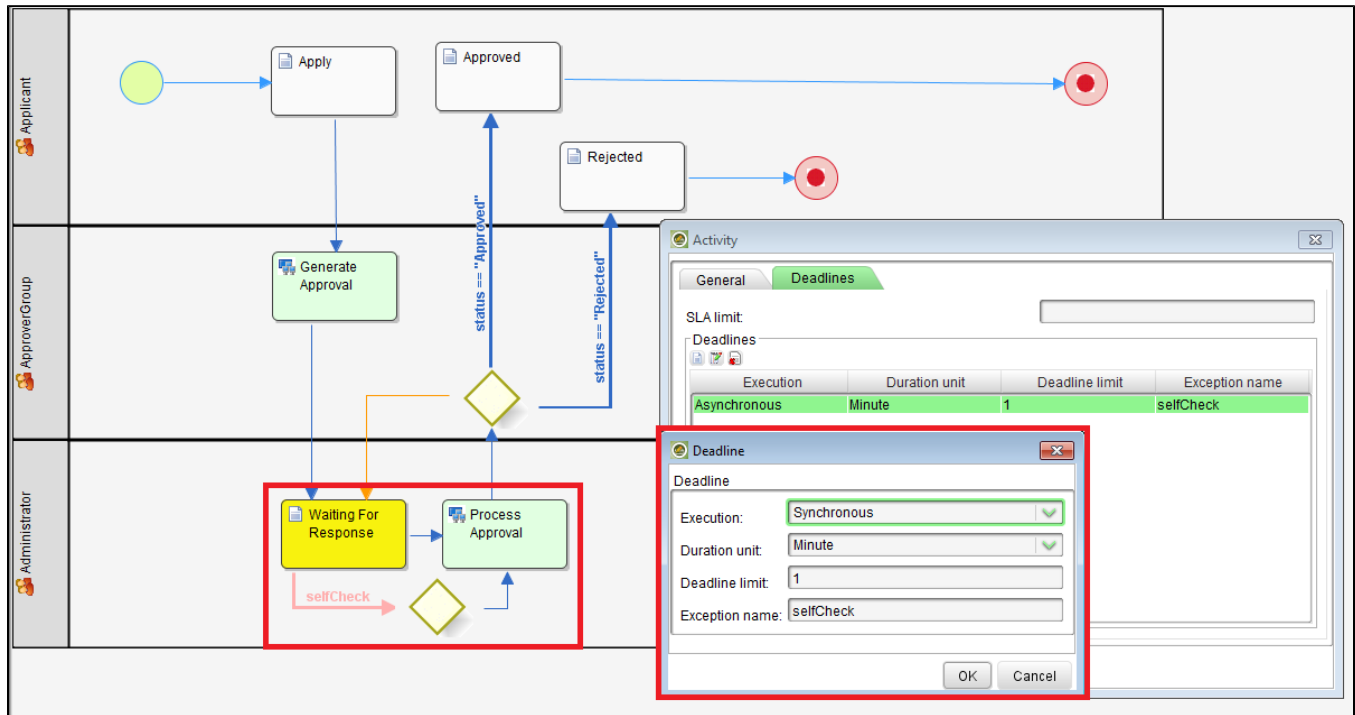 Applicant
Apply
Approved
Rejected
ApproverGroup
Generate
Approval
status == "Approved"
status == "Rejected"
Administrator
Waiting For
Response
Process
Approval
selfCheck
Activity
General
Deadlines
SLA limit:
Deadlines
Execution Duration unit Deadline limit Exception name
Asynchronous Minute 1 selfCheck
Deadline
Deadline
Execution: Synchronous
Duration unit: Minute
Deadline limit: 1
Exception name: selfCheck
OK Cancel